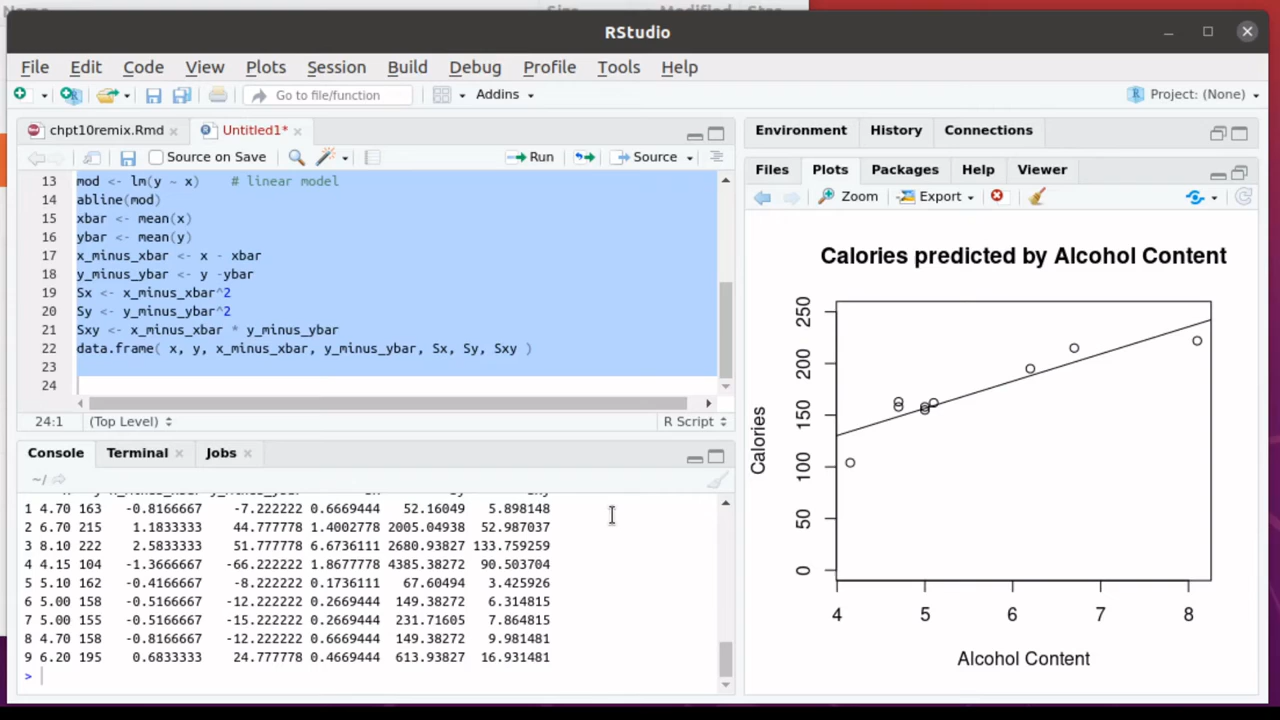 Name Size Modified Star
RStudio
File Edit Code View Plots Session Build Debug Profile Tools Help
Go to file/function Addins Project: (None)
chpt10remix.Rmd Untitled1*
Source on Save Run Source
13 mod <- lm(y ~ x) # linear model
14 abline(mod)
15 xbar <- mean(x)
16 ybar <- mean(y)
17 x_minus_xbar <- x - xbar
18 y_minus_ybar <- y -ybar
19 Sx <- x_minus_xbar^2
20 Sy <- y_minus_ybar^2
21 Sxy <- x_minus_xbar * y_minus_ybar
22 data.frame( x, y, x_minus_xbar, y_minus_ybar, Sx, Sy, Sxy )
23
24
24:1 (Top Level) R Script
Console Terminal Jobs
~/
1 4.70 163 -0.8166667 -7.222222 0.6669444 52.16049 5.898148
2 6.70 215 1.1833333 44.777778 1.4002778 2005.04938 52.987037
3 8.10 222 2.5833333 51.777778 6.6736111 2680.93827 133.759259
4 4.15 104 -1.3666667 -66.222222 1.8677778 4385.38272 90.503704
5 5.10 162 -0.4166667 -8.222222 0.1736111 67.60494 3.425926
6 5.00 158 -0.5166667 -12.222222 0.2669444 149.38272 6.314815
7 5.00 155 -0.5166667 -15.222222 0.2669444 231.71605 7.864815
8 4.70 158 -0.8166667 -12.222222 0.6669444 149.38272 9.981481
9 6.20 195 0.6833333 24.777778 0.4669444 613.93827 16.931481
>
Environment History Connections
Files Plots Packages Help Viewer
Zoom Export
Calories predicted by Alcohol Content
250
200
150
100
50
0
Calories
4 5 6 7 8
Alcohol Content